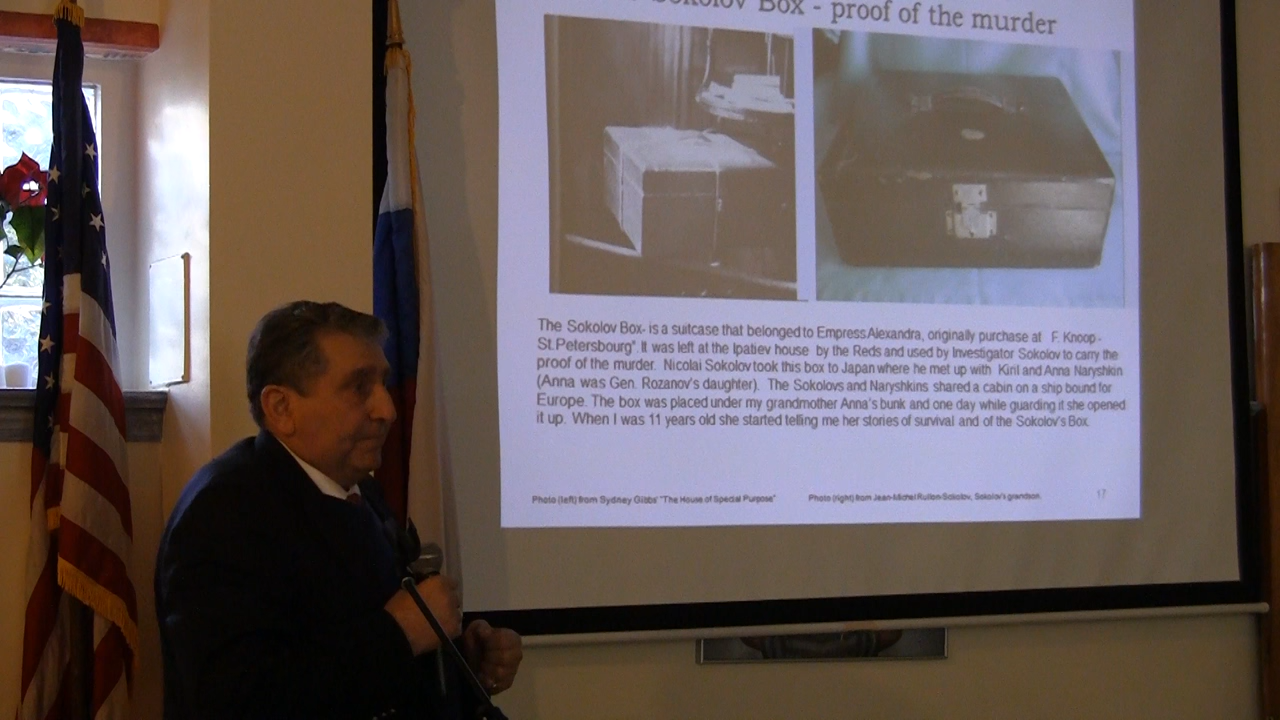 Sokolov Box - proof of the murder
The Sokolov Box- is a suitcase that belonged to Empress Alexandra, originally purchase at F. Knoop -
St.Petersbourg". It was left at the Ipatiev house by the Reds and used by Investigator Sokolov to carry the
proof of the murder. Nicolai Sokolov took this box to Japan where he met up with Kiril and Anna Naryshkin
(Anna was Gen. Rozanov's daughter). The Sokolovs and Naryshkins shared a cabin on a ship bound for
Europe. The box was placed under my grandmother Anna's bunk and one day while guarding it she opened
it up. When I was 11 years old she started telling me her stories of survival and of the Sokolov's Box.
Photo (left) from Sydney Gibbs' "The House of Special Purpose" Photo (right) from Jean-Michel Rullon-Sokolov, Sokolov's grandson. 17